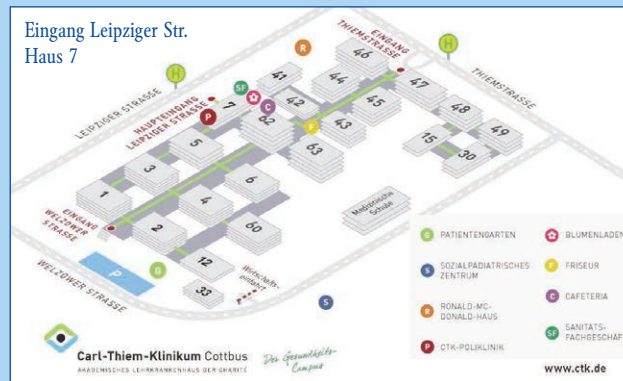 Eingang Leipziger Str.
Haus 7
LEIPZIGER STRASSE
H
HAUPTEINGANG
LEIPZIGER STRASSE
R
EINGANG
THIEMSTRASSE
H
THIEMSTRASSE
SF
C
P
F
41
42
44
46
47
45
43
48
49
15
30
7
62
63
5
3
1
6
4
2
60
12
33
Medizinische
Schule
EINGANG
WELZOWER
STRASSE
P
G
WELZOWER STRASSE
Wirtschafts-
einfahrt
S
G PATIENTENGARTEN
S SOZIALPÄDIATRISCHES
ZENTRUM
R RONALD-MC-
DONALD-HAUS
P CTK-POLIKLINIK
BLUMENLADEN
F FRISEUR
C CAFETERIA
SF SANITÄTS-
FACHGESCHÄFT
Carl-Thiem-Klinikum Cottbus
AKADEMISCHES LEHRKRANKENHAUS DER CHARITÉ
Der Gesundheits-
Campus
www.ctk.de